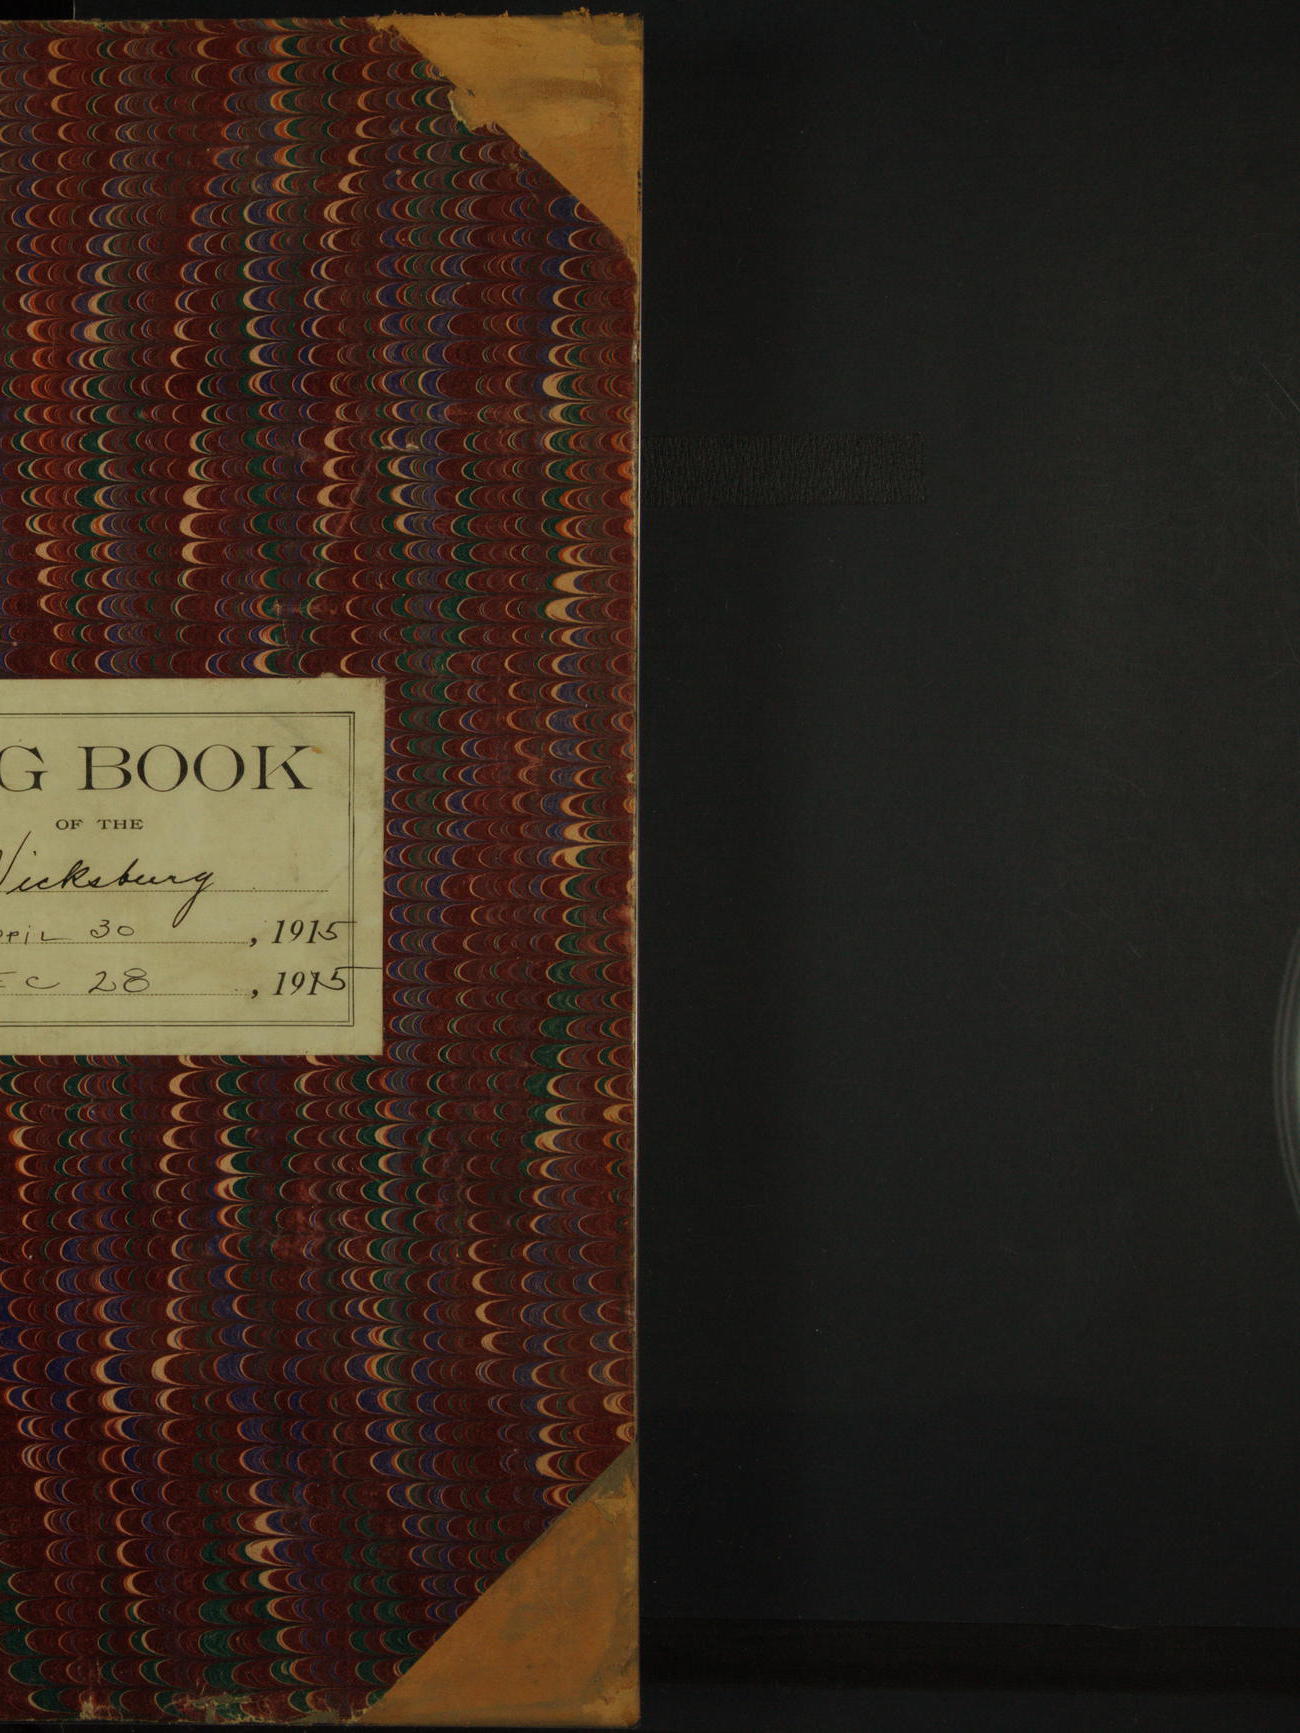 G BOOK
OF THE
Vicksburg
pril 30, 1915
ec 28, 1915